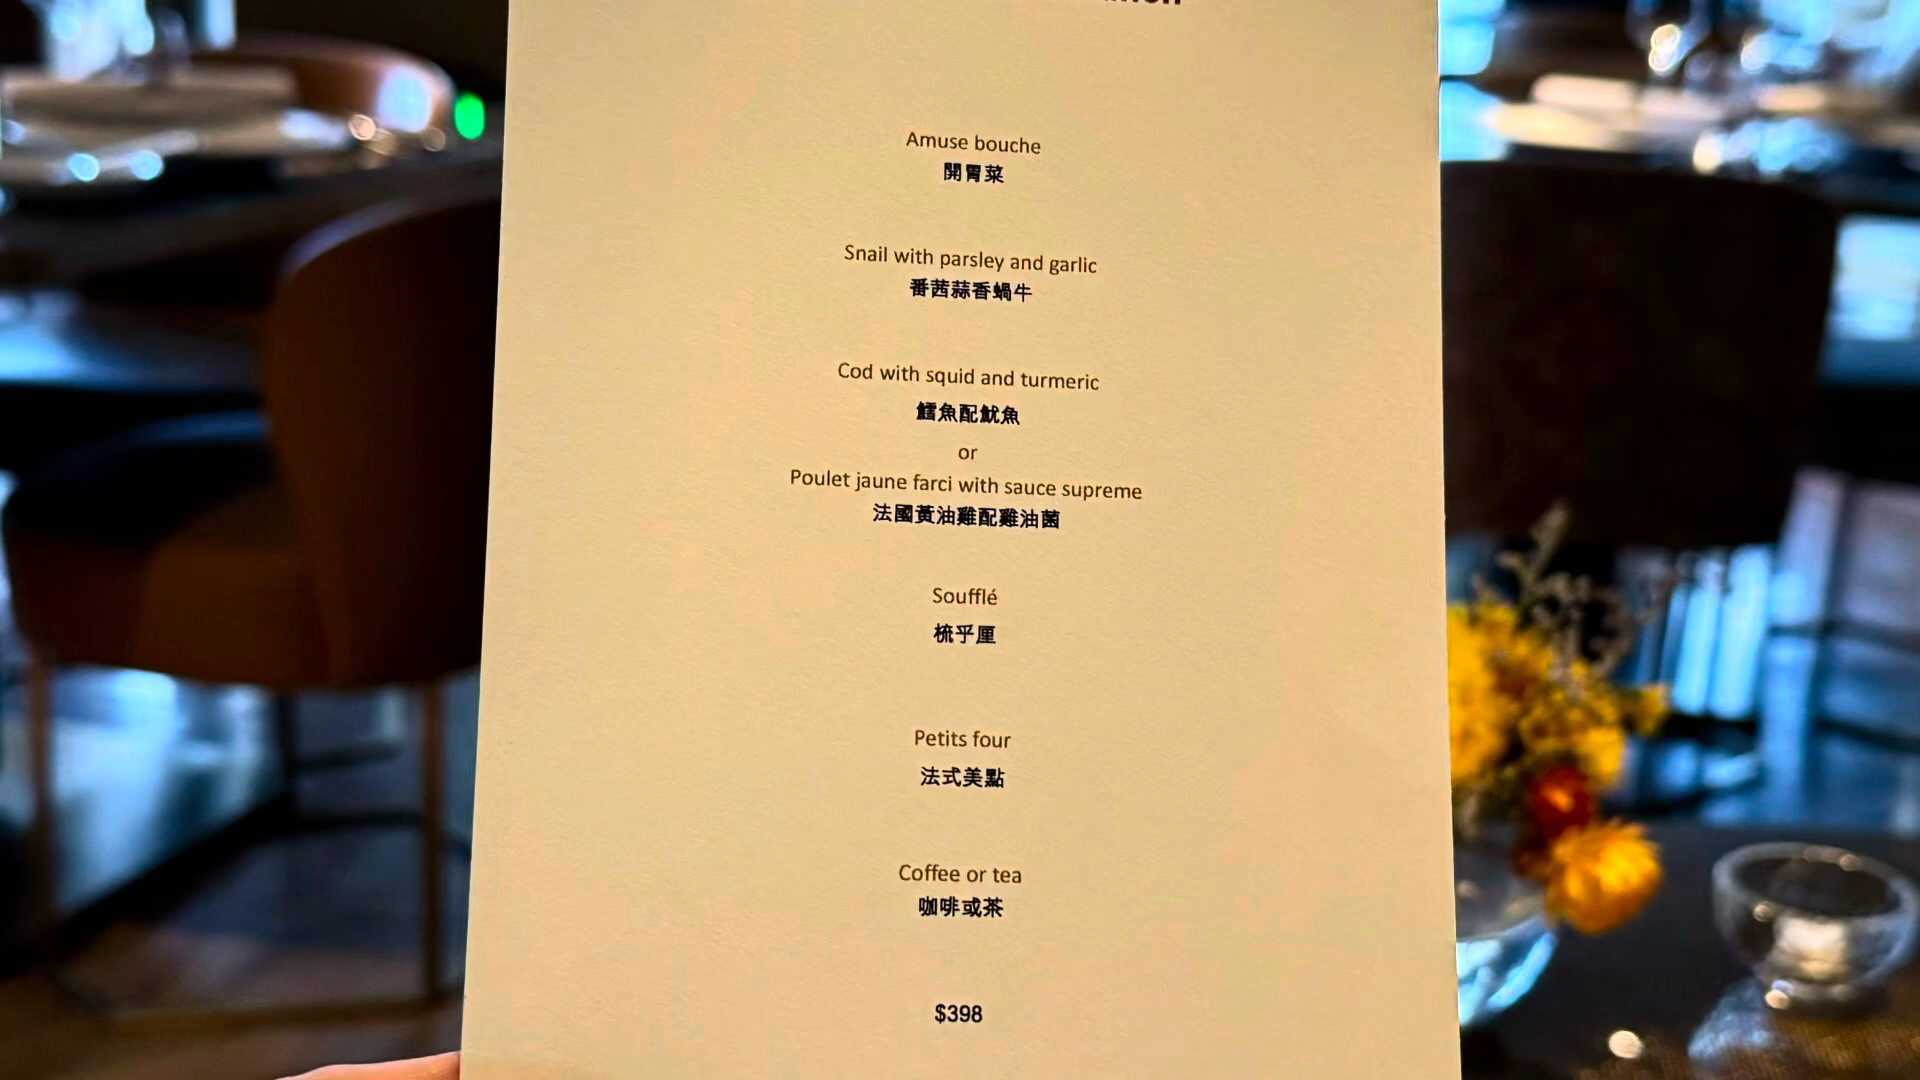 Amuse bouche
開胃菜
Snail with parsley and garlic
番茜蒜香蝸牛
Cod with squid and turmeric
鱈魚配魷魚
or
Poulet jaune farci with sauce supreme
法國黃油雞配雞油菌
Soufflé
梳乎厘
Petits four
法式美點
Coffee or tea
咖啡或茶
$398